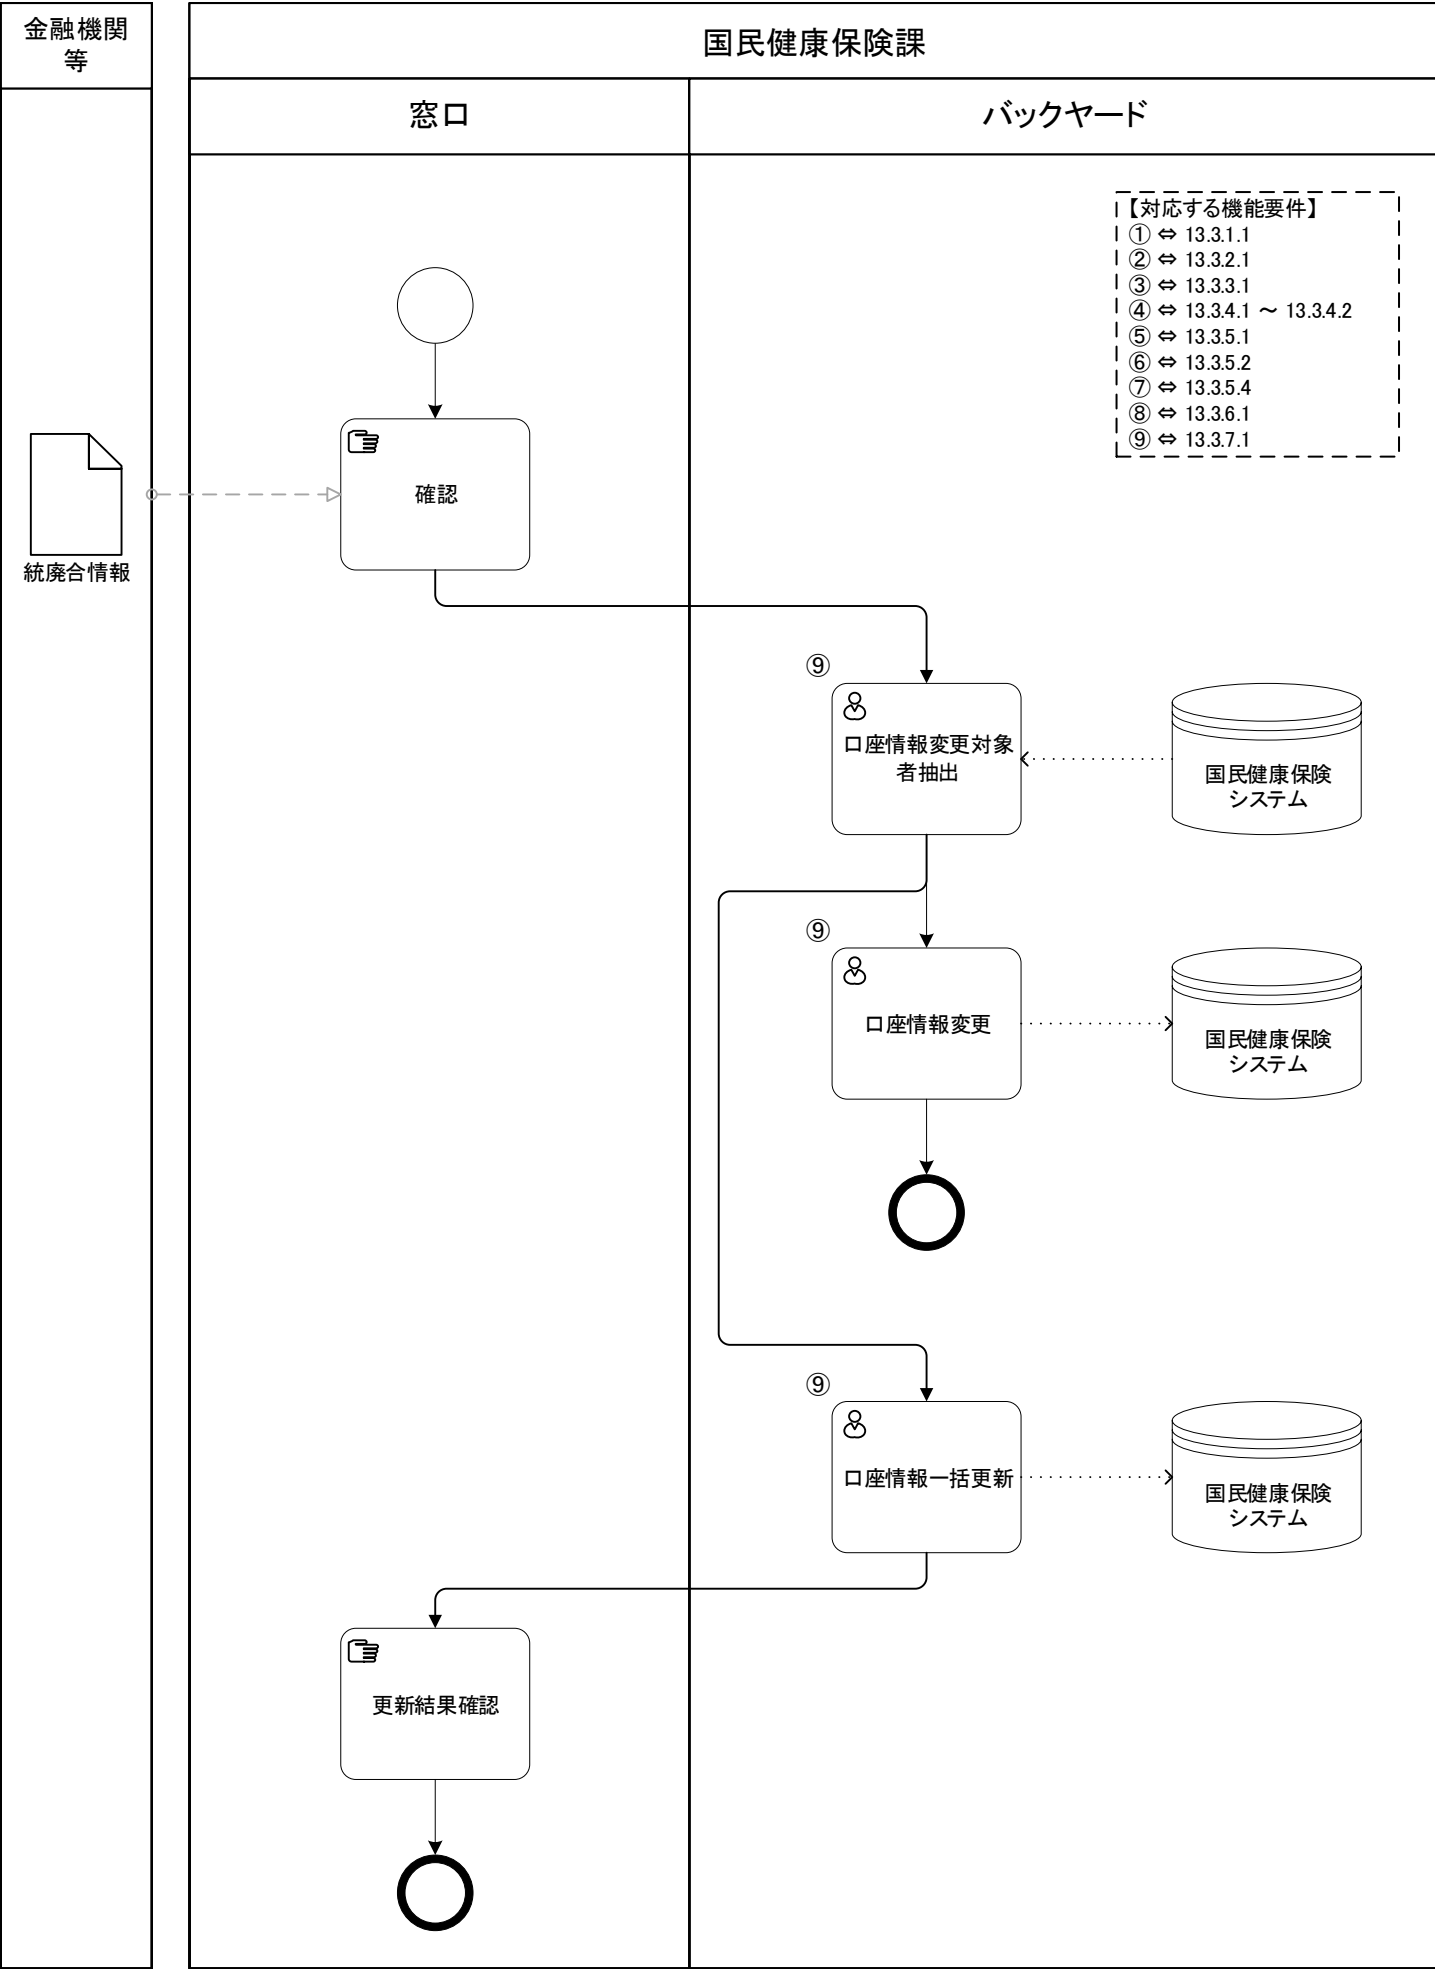 金融機関
等
国民健康保険課
窓口
バックヤード
【対応する機能要件】
① ⇔ 13.3.1.1
② ⇔ 13.3.2.1
③ ⇔ 13.3.3.1
④ ⇔ 13.3.4.1 ～ 13.3.4.2
⑤ ⇔ 13.3.5.1
⑥ ⇔ 13.3.5.2
⑦ ⇔ 13.3.5.4
⑧ ⇔ 13.3.6.1
⑨ ⇔ 13.3.7.1
確認
統廃合情報
⑨
口座情報変更対象
者抽出
国民健康保険
システム
⑨
口座情報変更
国民健康保険
システム
⑨
口座情報一括更新
国民健康保険
システム
更新結果確認